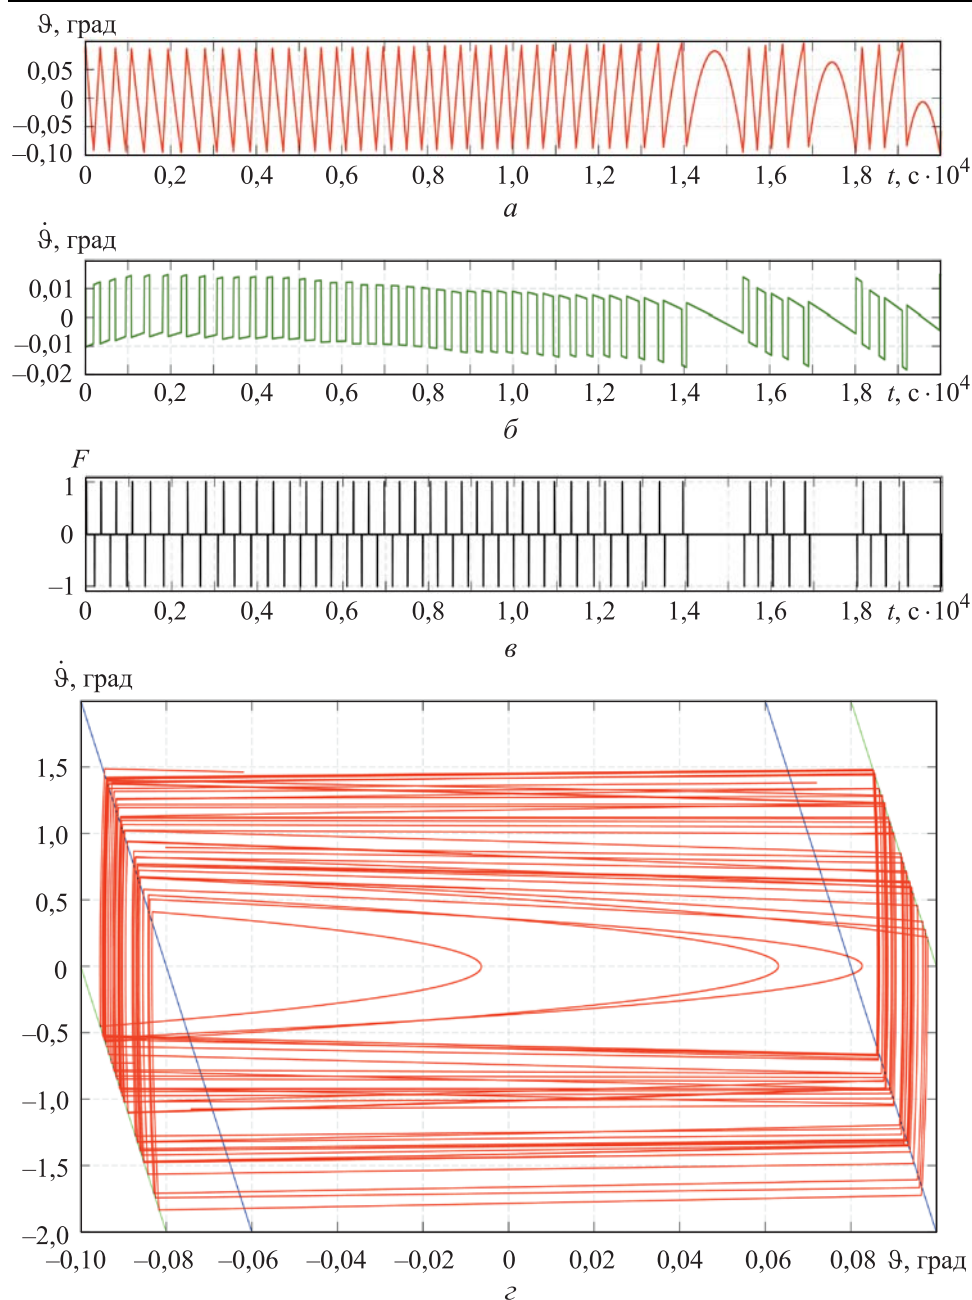 ϑ, град
0,05
0
–0,05
–0,10
0 0,2 0,4 0,6 0,8 1,0 1,2 1,4 1,6 1,8 t, с · 10⁴
а
ϑ̇, град
0,01
0
–0,01
–0,02
0 0,2 0,4 0,6 0,8 1,0 1,2 1,4 1,6 1,8 t, с · 10⁴
б
F
1
0
–1
0 0,2 0,4 0,6 0,8 1,0 1,2 1,4 1,6 1,8 t, с · 10⁴
в
ϑ̇, град
1,5
1,0
0,5
0
–0,5
–1,0
–1,5
–2,0
–0,10 –0,08 –0,06 –0,04 –0,02 0 0,02 0,04 0,06 0,08 ϑ, град
г